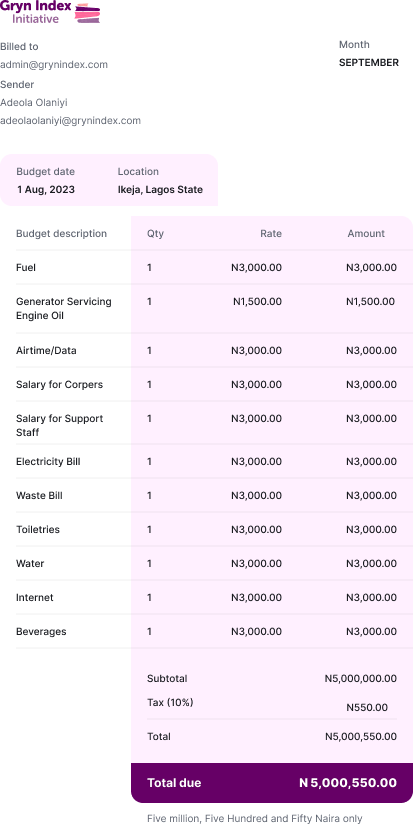 Gryn Index
Initiative
Billed to
admin@grynindex.com
Month
SEPTEMBER
Sender
Adeola Olaniyi
adeolaolaniyi@grynindex.com
Budget date Location
1 Aug, 2023 Ikeja, Lagos State
Budget description Qty Rate Amount
Fuel 1 N3,000.00 N3,000.00
Generator Servicing 1 N1,500.00 N1,500.00
Engine Oil
Airtime/Data 1 N3,000.00 N3,000.00
Salary for Corpers 1 N3,000.00 N3,000.00
Salary for Support 1 N3,000.00 N3,000.00
Staff
Electricity Bill 1 N3,000.00 N3,000.00
Waste Bill 1 N3,000.00 N3,000.00
Toiletries 1 N3,000.00 N3,000.00
Water 1 N3,000.00 N3,000.00
Internet 1 N3,000.00 N3,000.00
Beverages 1 N3,000.00 N3,000.00
Subtotal N5,000,000.00
Tax (10%) N550.00
Total N5,000,550.00
Total due N 5,000,550.00
Five million, Five Hundred and Fifty Naira only